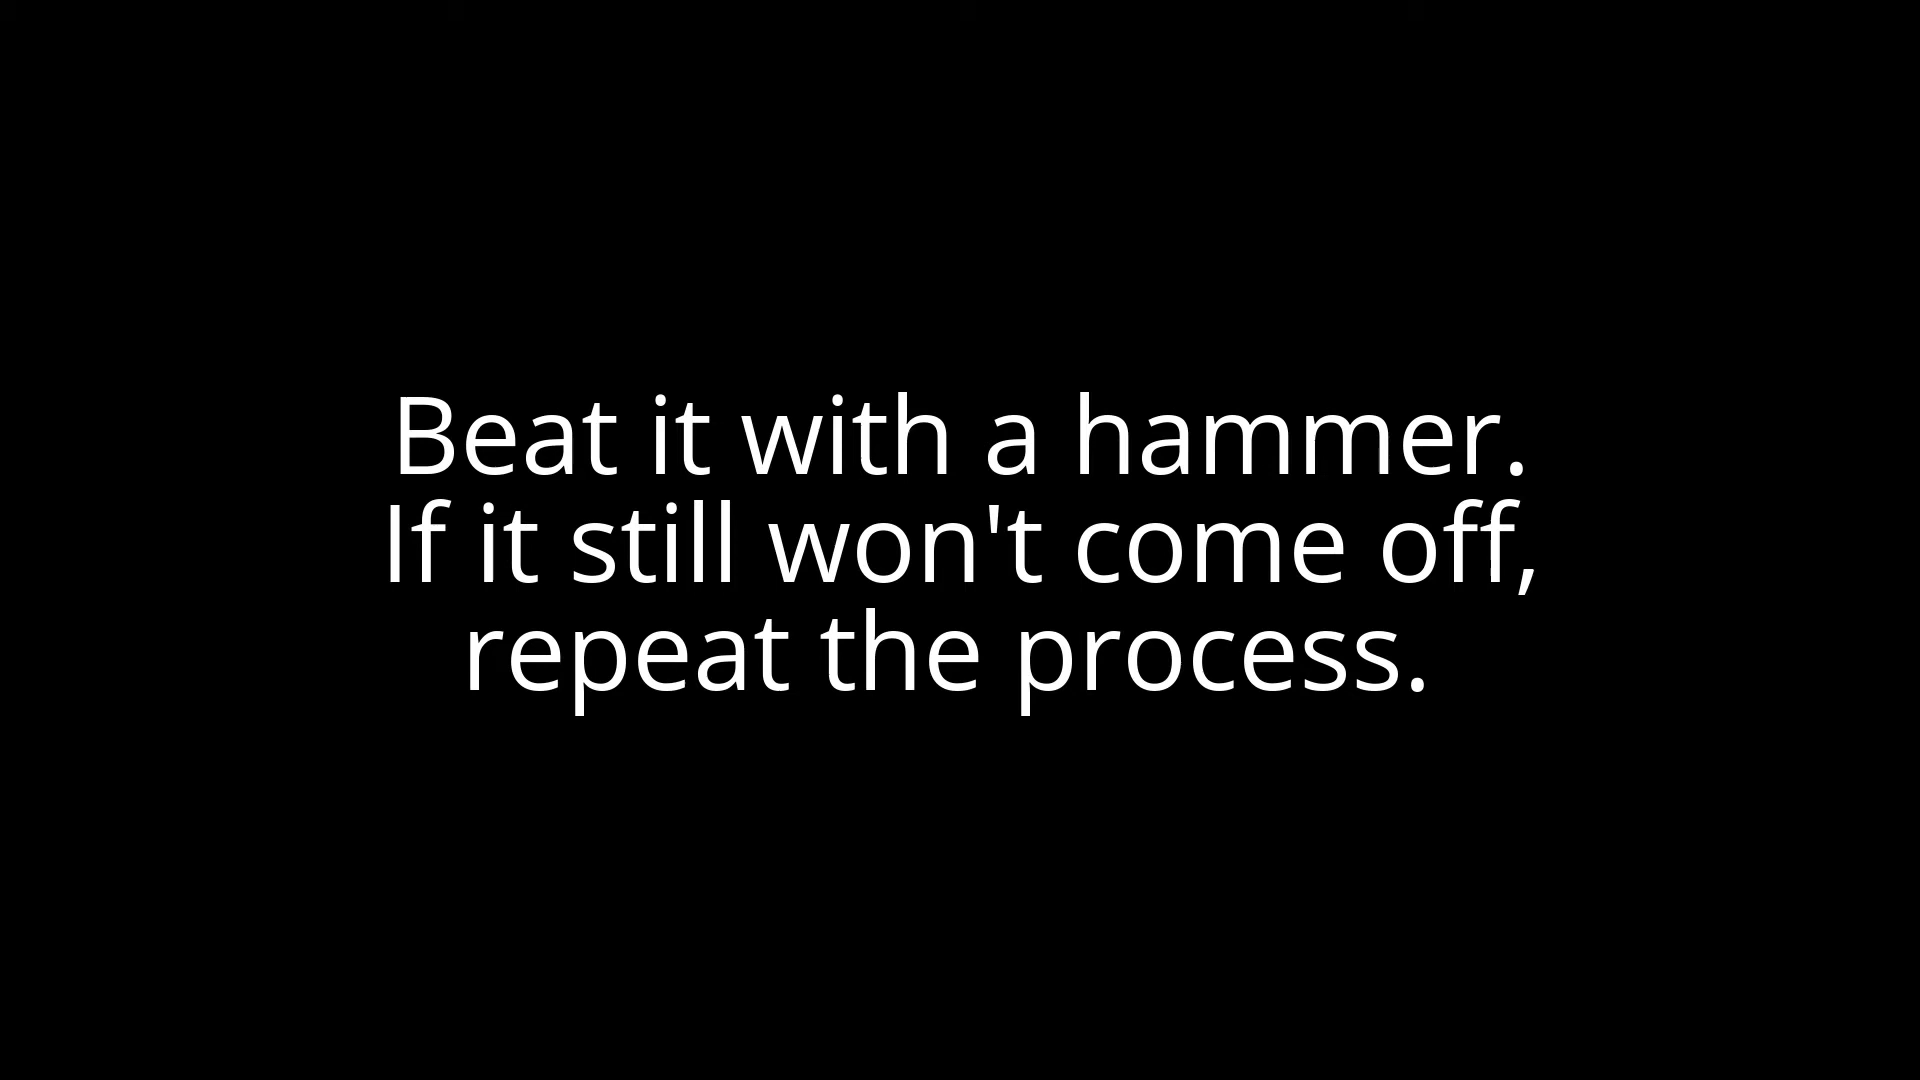 Beat it with a hammer.
If it still won't come off,
repeat the process.